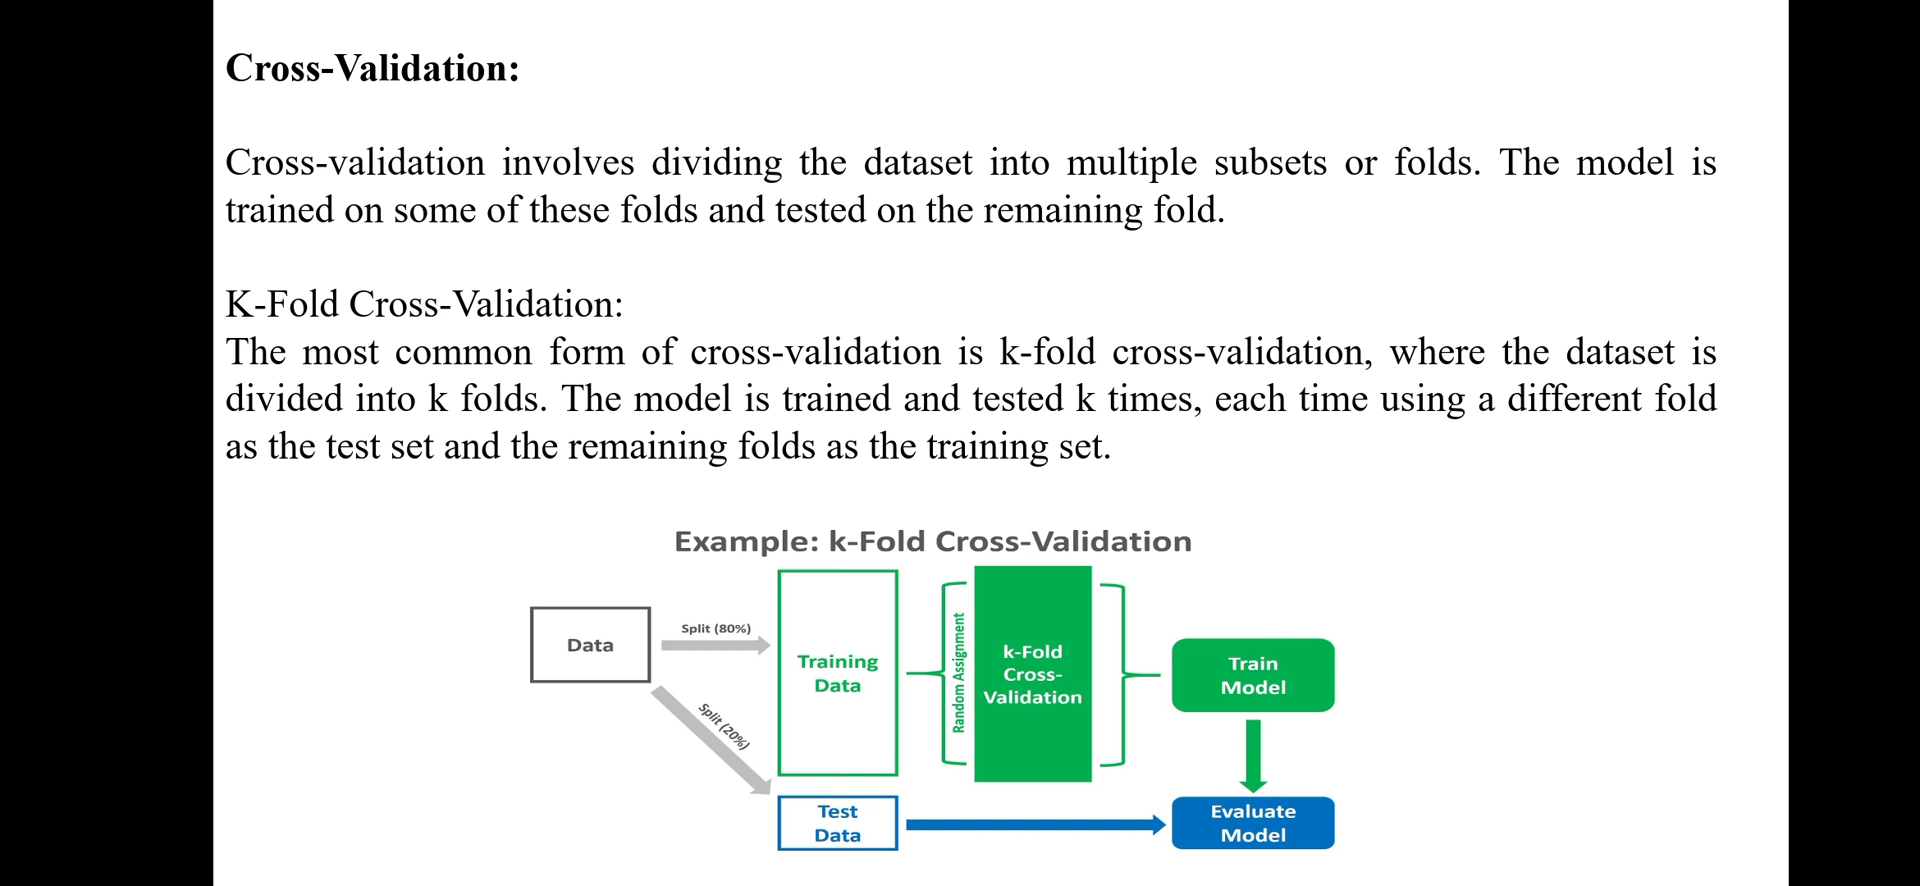 Cross-Validation:
Cross-validation involves dividing the dataset into multiple subsets or folds. The model is
trained on some of these folds and tested on the remaining fold.
K-Fold Cross-Validation:
The most common form of cross-validation is k-fold cross-validation, where the dataset is
divided into k folds. The model is trained and tested k times, each time using a different fold
as the test set and the remaining folds as the training set.
Example: k-Fold Cross-Validation
Data
Split (80%)
Split (20%)
Training
Data
Random Assignment
k-Fold
Cross-
Validation
Train
Model
Test
Data
Evaluate
Model